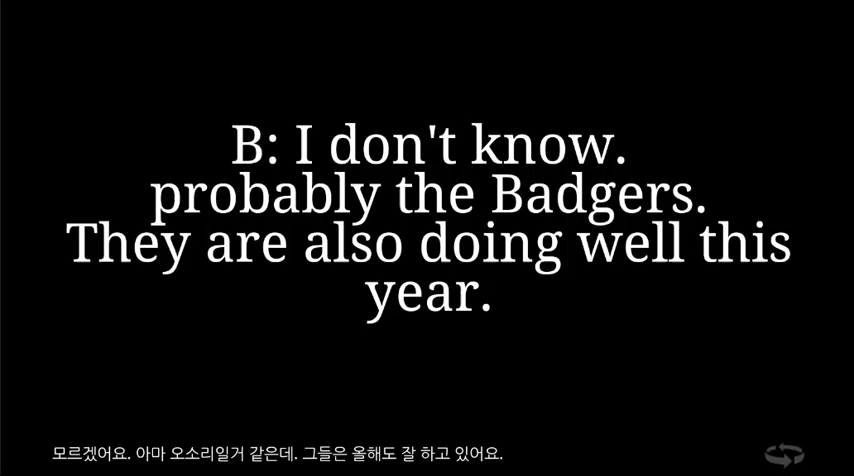 B: I don't know.
probably the Badgers.
They are also doing well this
year.
모르겠어요. 아마 오소리일거 같은데. 그들은 올해도 잘 하고 있어요.